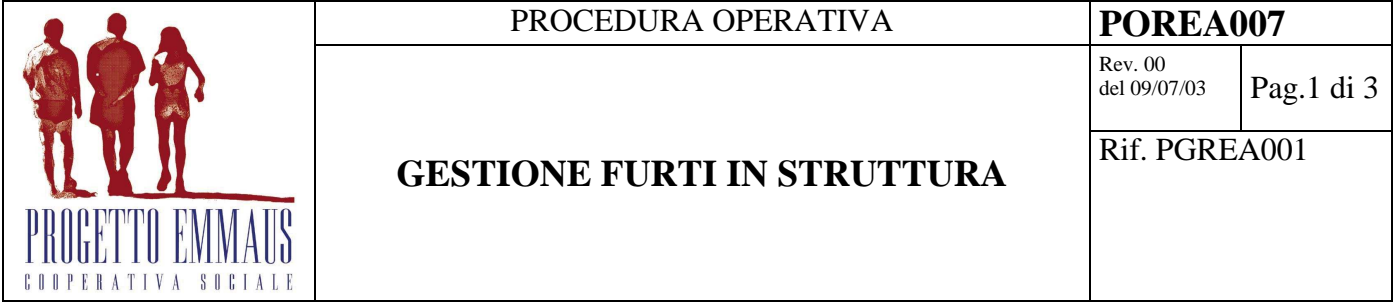 PROGETTO EMMAUS
COOPERATIVA SOCIALE
PROCEDURA OPERATIVA
GESTIONE FURTI IN STRUTTURA
POREA007
Rev. 00
del 09/07/03
Pag.1 di 3
Rif. PGREA001